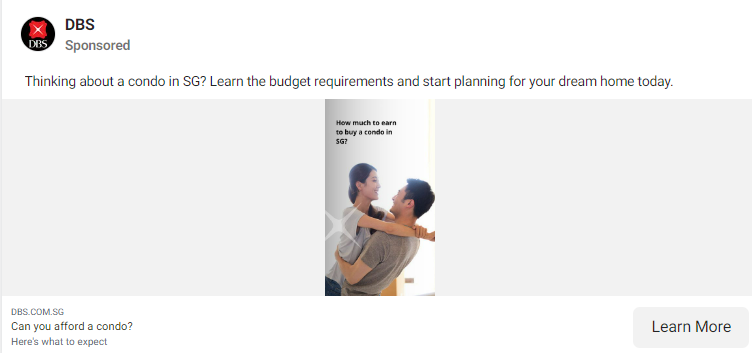 DBS
DBS
Sponsored
Thinking about a condo in SG? Learn the budget requirements and start planning for your dream home today.
How much to earn
to buy a condo in
SG?
DBS.COM.SG
Can you afford a condo?
Here's what to expect
Learn More